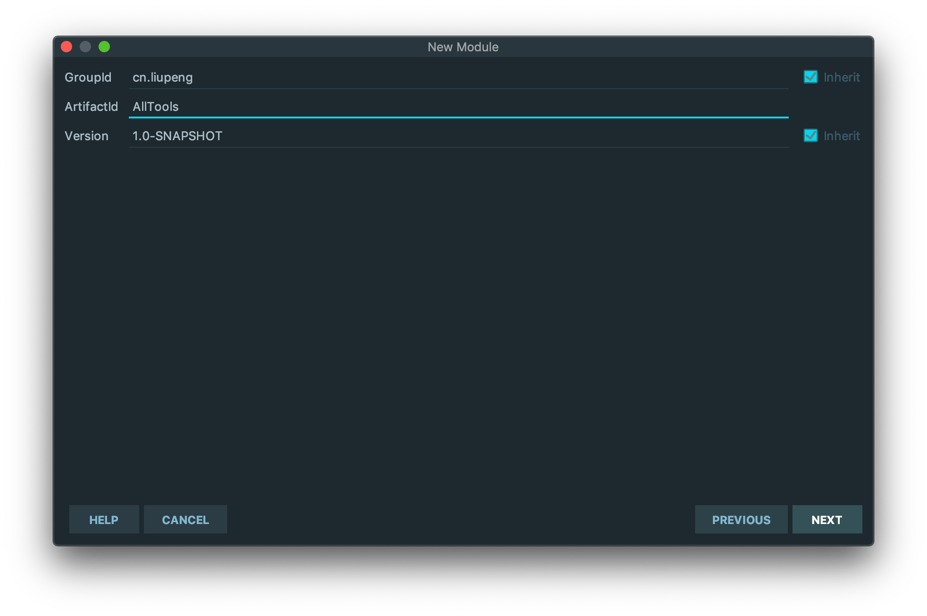 New Module
GroupId cn.liupeng Inherit
ArtifactId AllTools
Version 1.0-SNAPSHOT Inherit
HELP CANCEL PREVIOUS NEXT